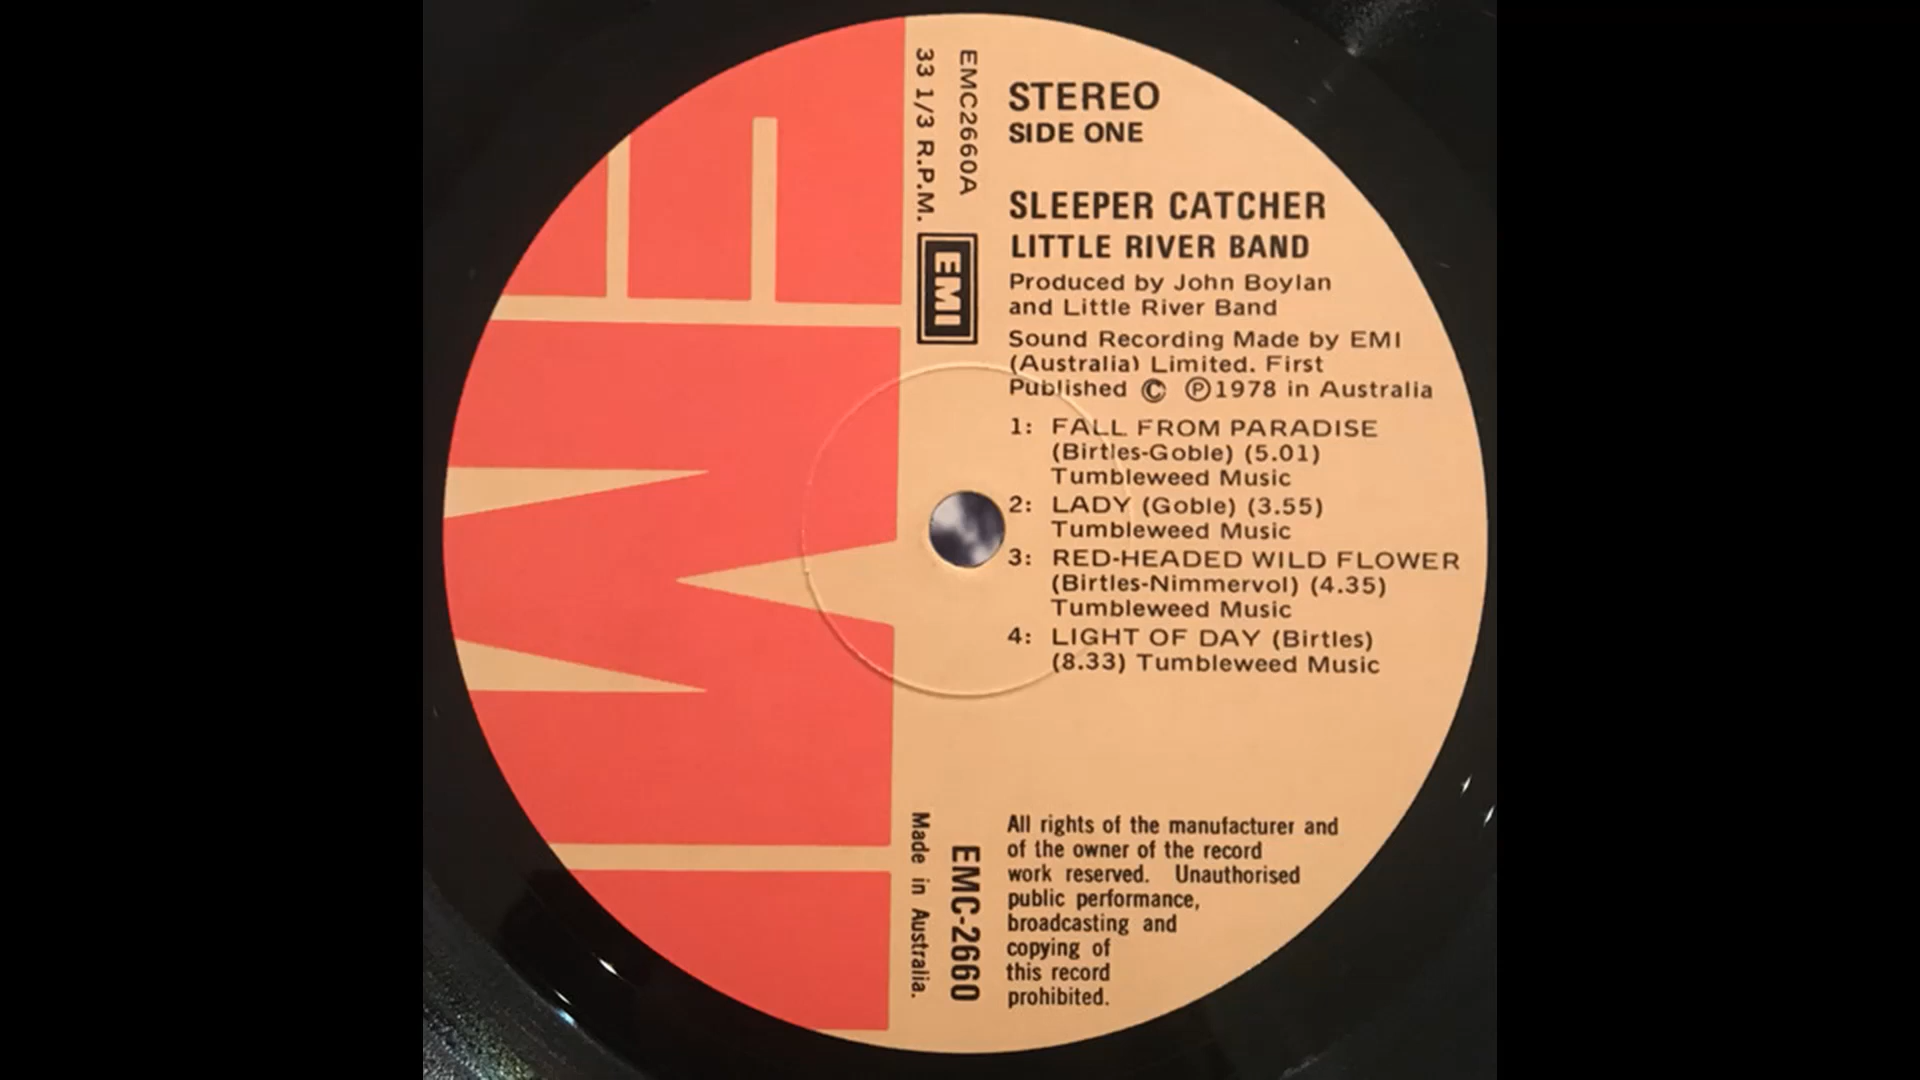 STEREO
SIDE ONE
EMC2660A
33 1/3 R.P.M.
EMI
SLEEPER CATCHER
LITTLE RIVER BAND
Produced by John Boylan
and Little River Band
Sound Recording Made by EMI
(Australia) Limited. First
Published © ℗1978 in Australia
1: FALL FROM PARADISE
(Birtles-Goble) (5.01)
Tumbleweed Music
2: LADY (Goble) (3.55)
Tumbleweed Music
3: RED-HEADED WILD FLOWER
(Birtles-Nimmervol) (4.35)
Tumbleweed Music
4: LIGHT OF DAY (Birtles)
(8.33) Tumbleweed Music
EMC-2660
Made in Australia.
All rights of the manufacturer and
of the owner of the record
work reserved. Unauthorised
public performance,
broadcasting and
copying of
this record
prohibited.
EMI